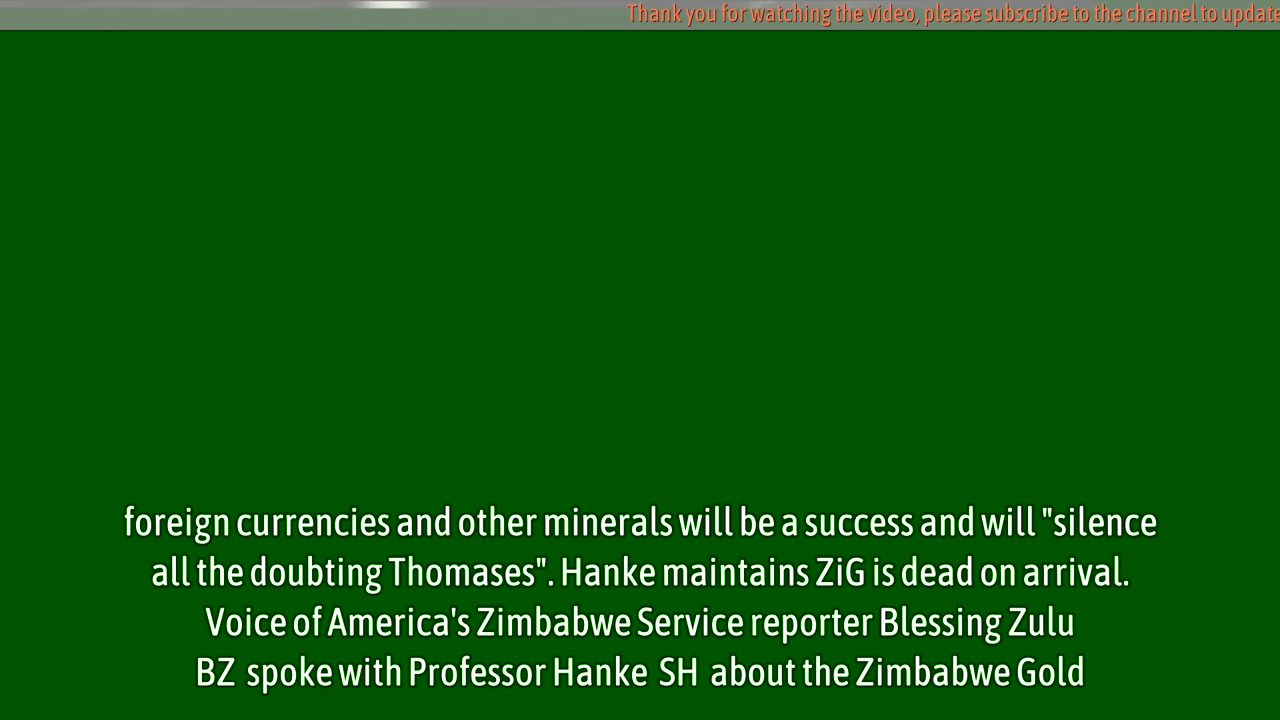 Thank you for watching the video, please subscribe to the channel to update
foreign currencies and other minerals will be a success and will "silence
all the doubting Thomases". Hanke maintains ZiG is dead on arrival.
Voice of America's Zimbabwe Service reporter Blessing Zulu
BZ spoke with Professor Hanke SH about the Zimbabwe Gold